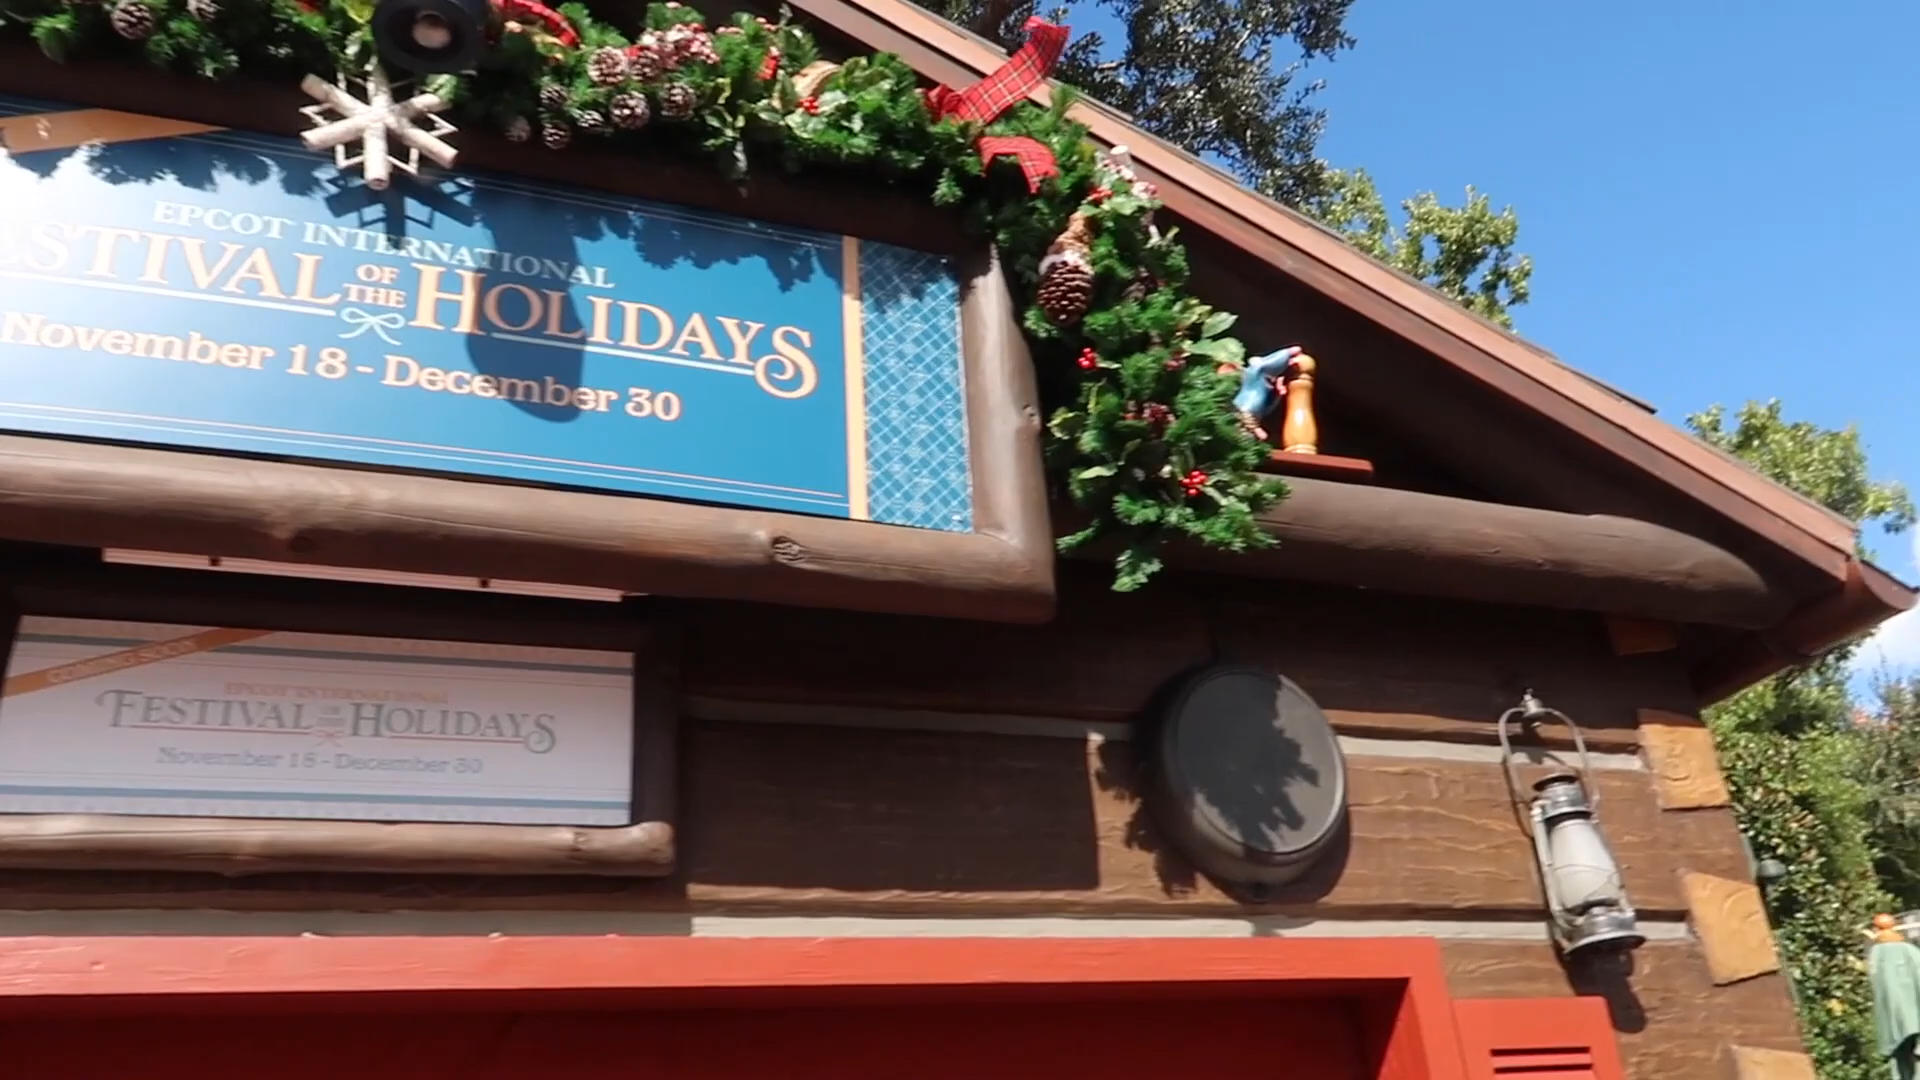 EPCOT INTERNATIONAL
FESTIVAL OF THE HOLIDAYS
November 18 - December 30
COMING SOON
EPCOT INTERNATIONAL
FESTIVAL OF THE HOLIDAYS
November 18 - December 30